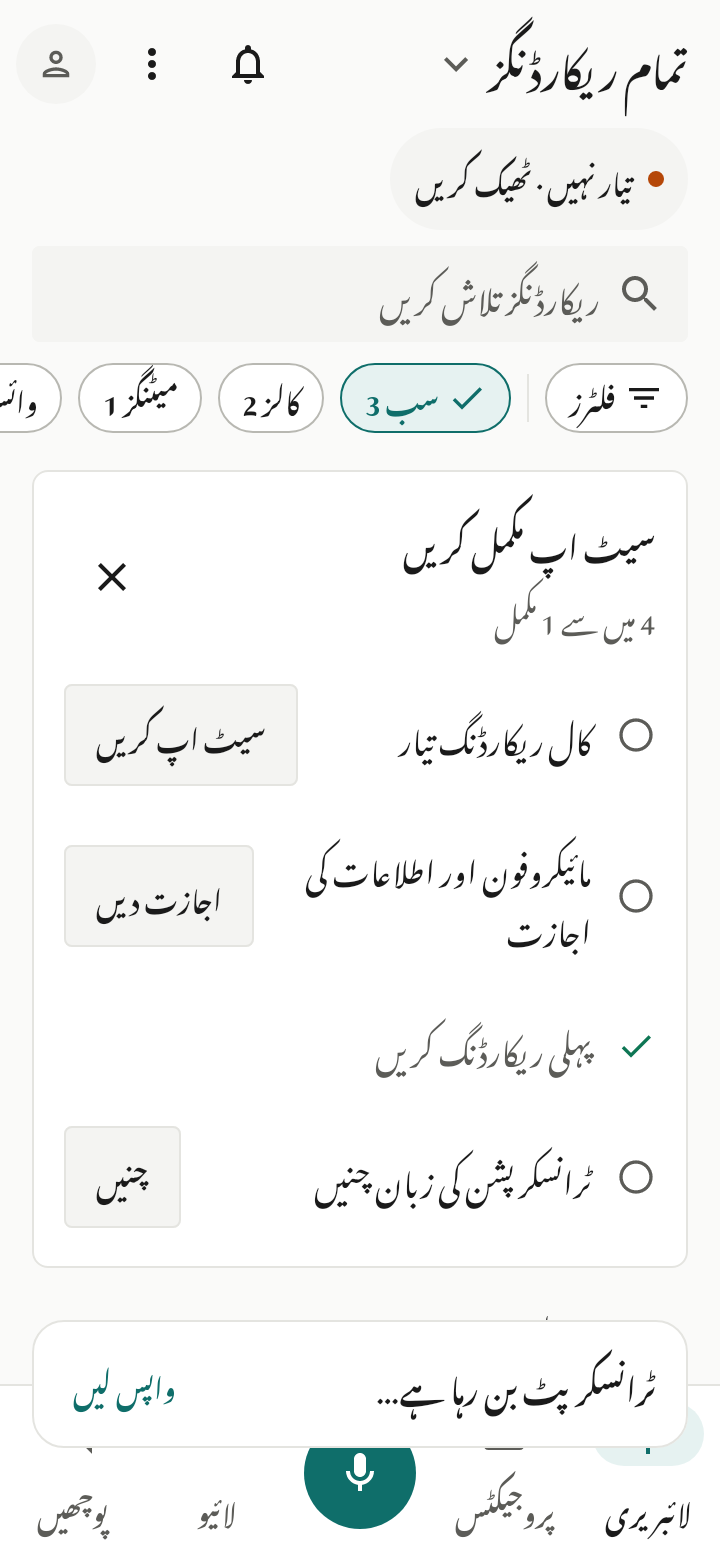 تمام ریکارڈنگز
تیار نہیں · ٹھیک کریں
ریکارڈنگز تلاش کریں
فلٹرز
سب 3
کالز 2
میٹنگز 1
سیٹ اپ مکمل کریں
4 میں سے 1 مکمل
کال ریکارڈنگ تیار
سیٹ اپ کریں
مائیکروفون اور اطلاعات کی
اجازت
اجازت دیں
پہلی ریکارڈنگ کریں
ٹرانسکرپشن کی زبان چنیں
چنیں
ٹرانسکرپٹ بن رہا ہے…
واپس لیں
لائبریری
پروجیکٹس
لائیو
پوچھیں